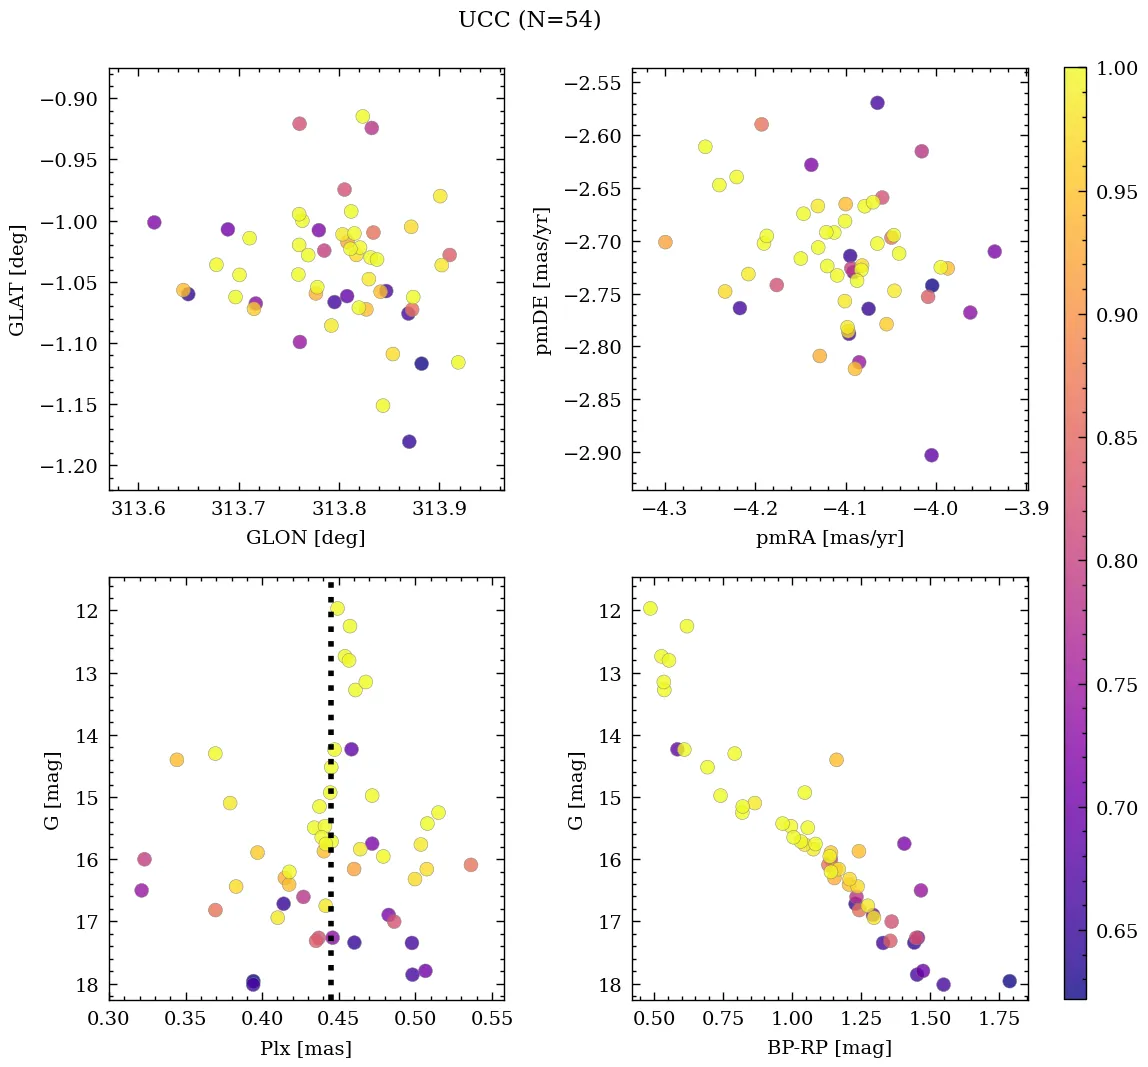 UCC (N=54)
−0.90
−0.95
−1.00
−1.05
−1.10
−1.15
−1.20
GLAT [deg]
313.6 313.7 313.8 313.9
GLON [deg]
−2.55
−2.60
−2.65
−2.70
−2.75
−2.80
−2.85
−2.90
pmDE [mas/yr]
−4.3 −4.2 −4.1 −4.0 −3.9
pmRA [mas/yr]
12
13
14
15
16
17
18
G [mag]
0.30 0.35 0.40 0.45 0.50 0.55
Plx [mas]
12
13
14
15
16
17
18
G [mag]
0.50 0.75 1.00 1.25 1.50 1.75
BP-RP [mag]
1.00
0.95
0.90
0.85
0.80
0.75
0.70
0.65